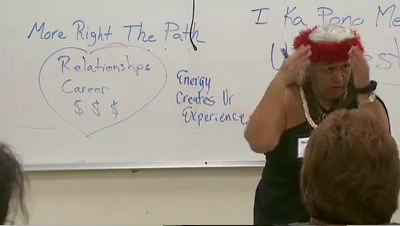 More Right The Path
I Ka Pono Me
Relationships
Career
$ $ $
Energy
Creates Ur
Experience